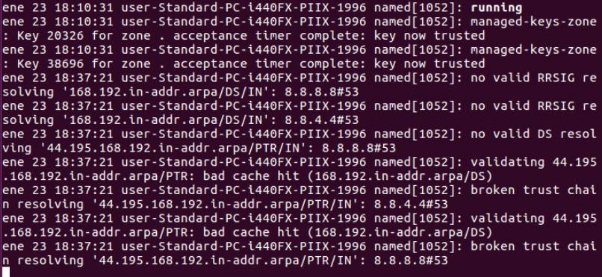 ene 23 18:10:31 user-Standard-PC-i440FX-PIIX-1996 named[1052]: running
ene 23 18:10:31 user-Standard-PC-i440FX-PIIX-1996 named[1052]: managed-keys-zone
: Key 20326 for zone . acceptance timer complete: key now trusted
ene 23 18:10:31 user-Standard-PC-i440FX-PIIX-1996 named[1052]: managed-keys-zone
: Key 38696 for zone . acceptance timer complete: key now trusted
ene 23 18:37:21 user-Standard-PC-i440FX-PIIX-1996 named[1052]: no valid RRSIG re
solving '168.192.in-addr.arpa/DS/IN': 8.8.8.8#53
ene 23 18:37:21 user-Standard-PC-i440FX-PIIX-1996 named[1052]: no valid RRSIG re
solving '168.192.in-addr.arpa/DS/IN': 8.8.4.4#53
ene 23 18:37:21 user-Standard-PC-i440FX-PIIX-1996 named[1052]: no valid DS resol
ving '44.195.168.192.in-addr.arpa/PTR/IN': 8.8.8.8#53
ene 23 18:37:21 user-Standard-PC-i440FX-PIIX-1996 named[1052]: validating 44.195
.168.192.in-addr.arpa/PTR: bad cache hit (168.192.in-addr.arpa/DS)
ene 23 18:37:21 user-Standard-PC-i440FX-PIIX-1996 named[1052]: broken trust chai
n resolving '44.195.168.192.in-addr.arpa/PTR/IN': 8.8.4.4#53
ene 23 18:37:21 user-Standard-PC-i440FX-PIIX-1996 named[1052]: validating 44.195
.168.192.in-addr.arpa/PTR: bad cache hit (168.192.in-addr.arpa/DS)
ene 23 18:37:21 user-Standard-PC-i440FX-PIIX-1996 named[1052]: broken trust chai
n resolving '44.195.168.192.in-addr.arpa/PTR/IN': 8.8.8.8#53